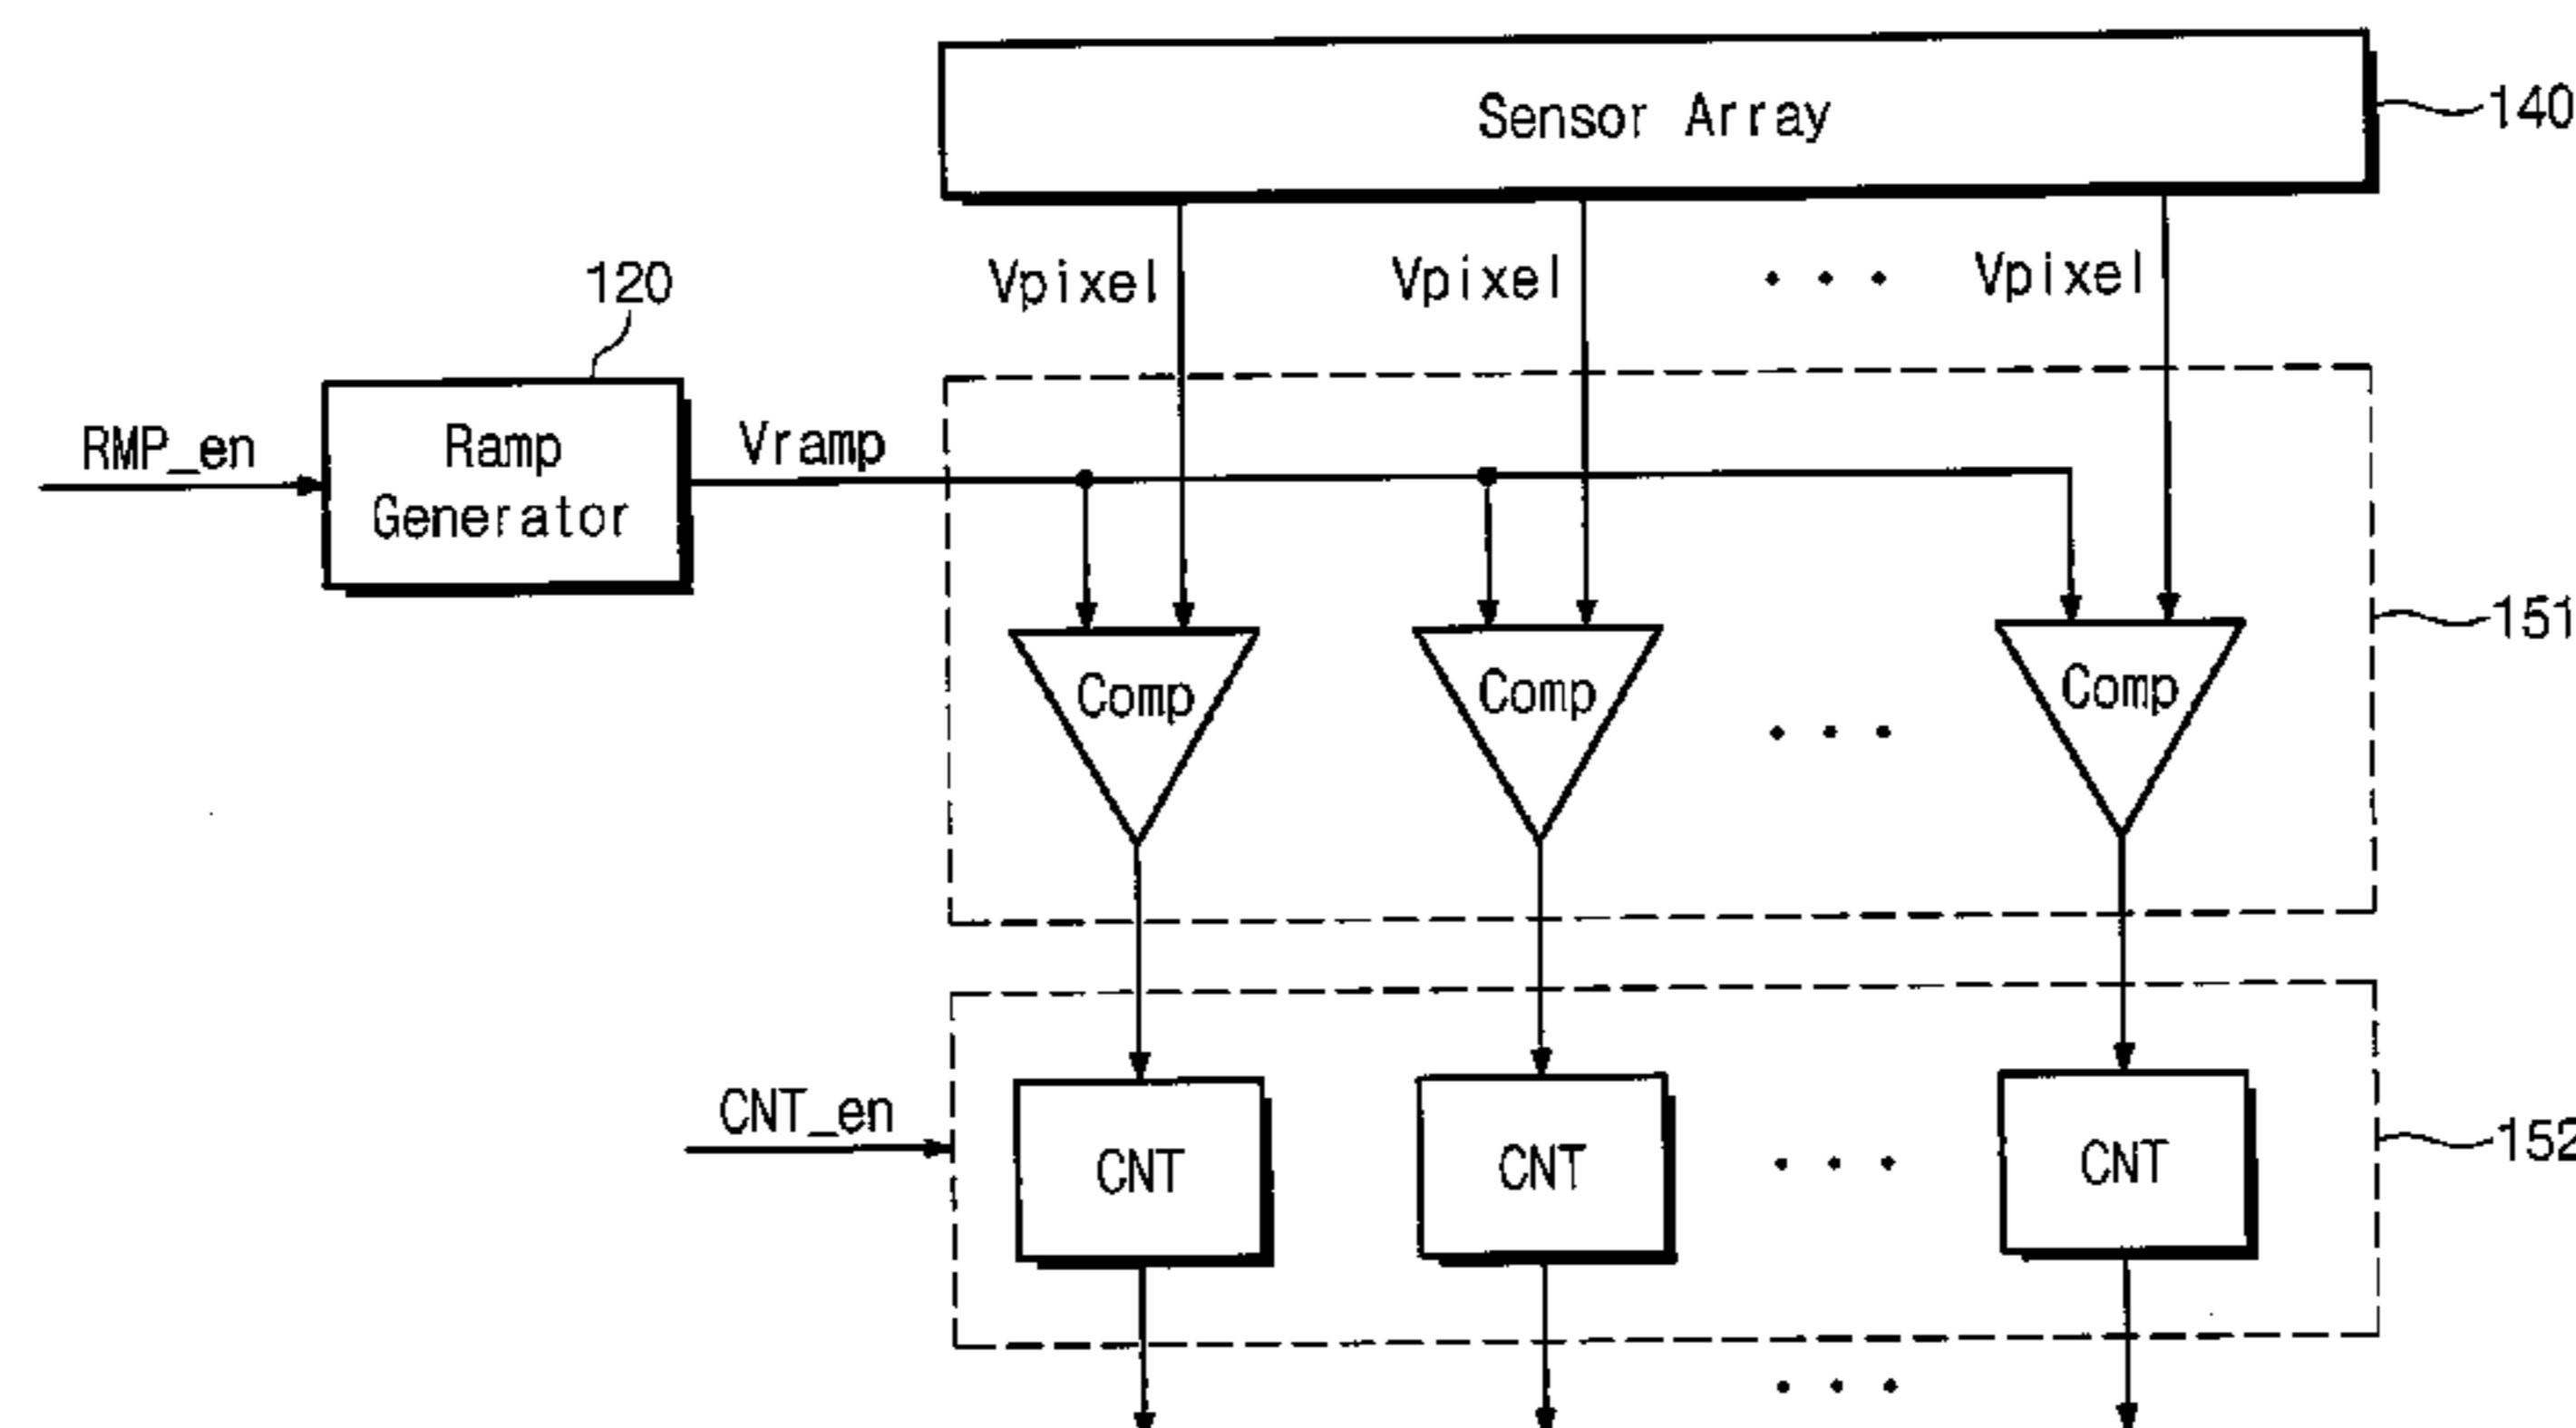 Sensor Array
140
120
Vpixel
Vpixel
. . .
Vpixel
RMP_en
Ramp
Generator
Vramp
151
Comp
Comp
. . .
Comp
CNT_en
152
CNT
CNT
. . .
CNT
. . .